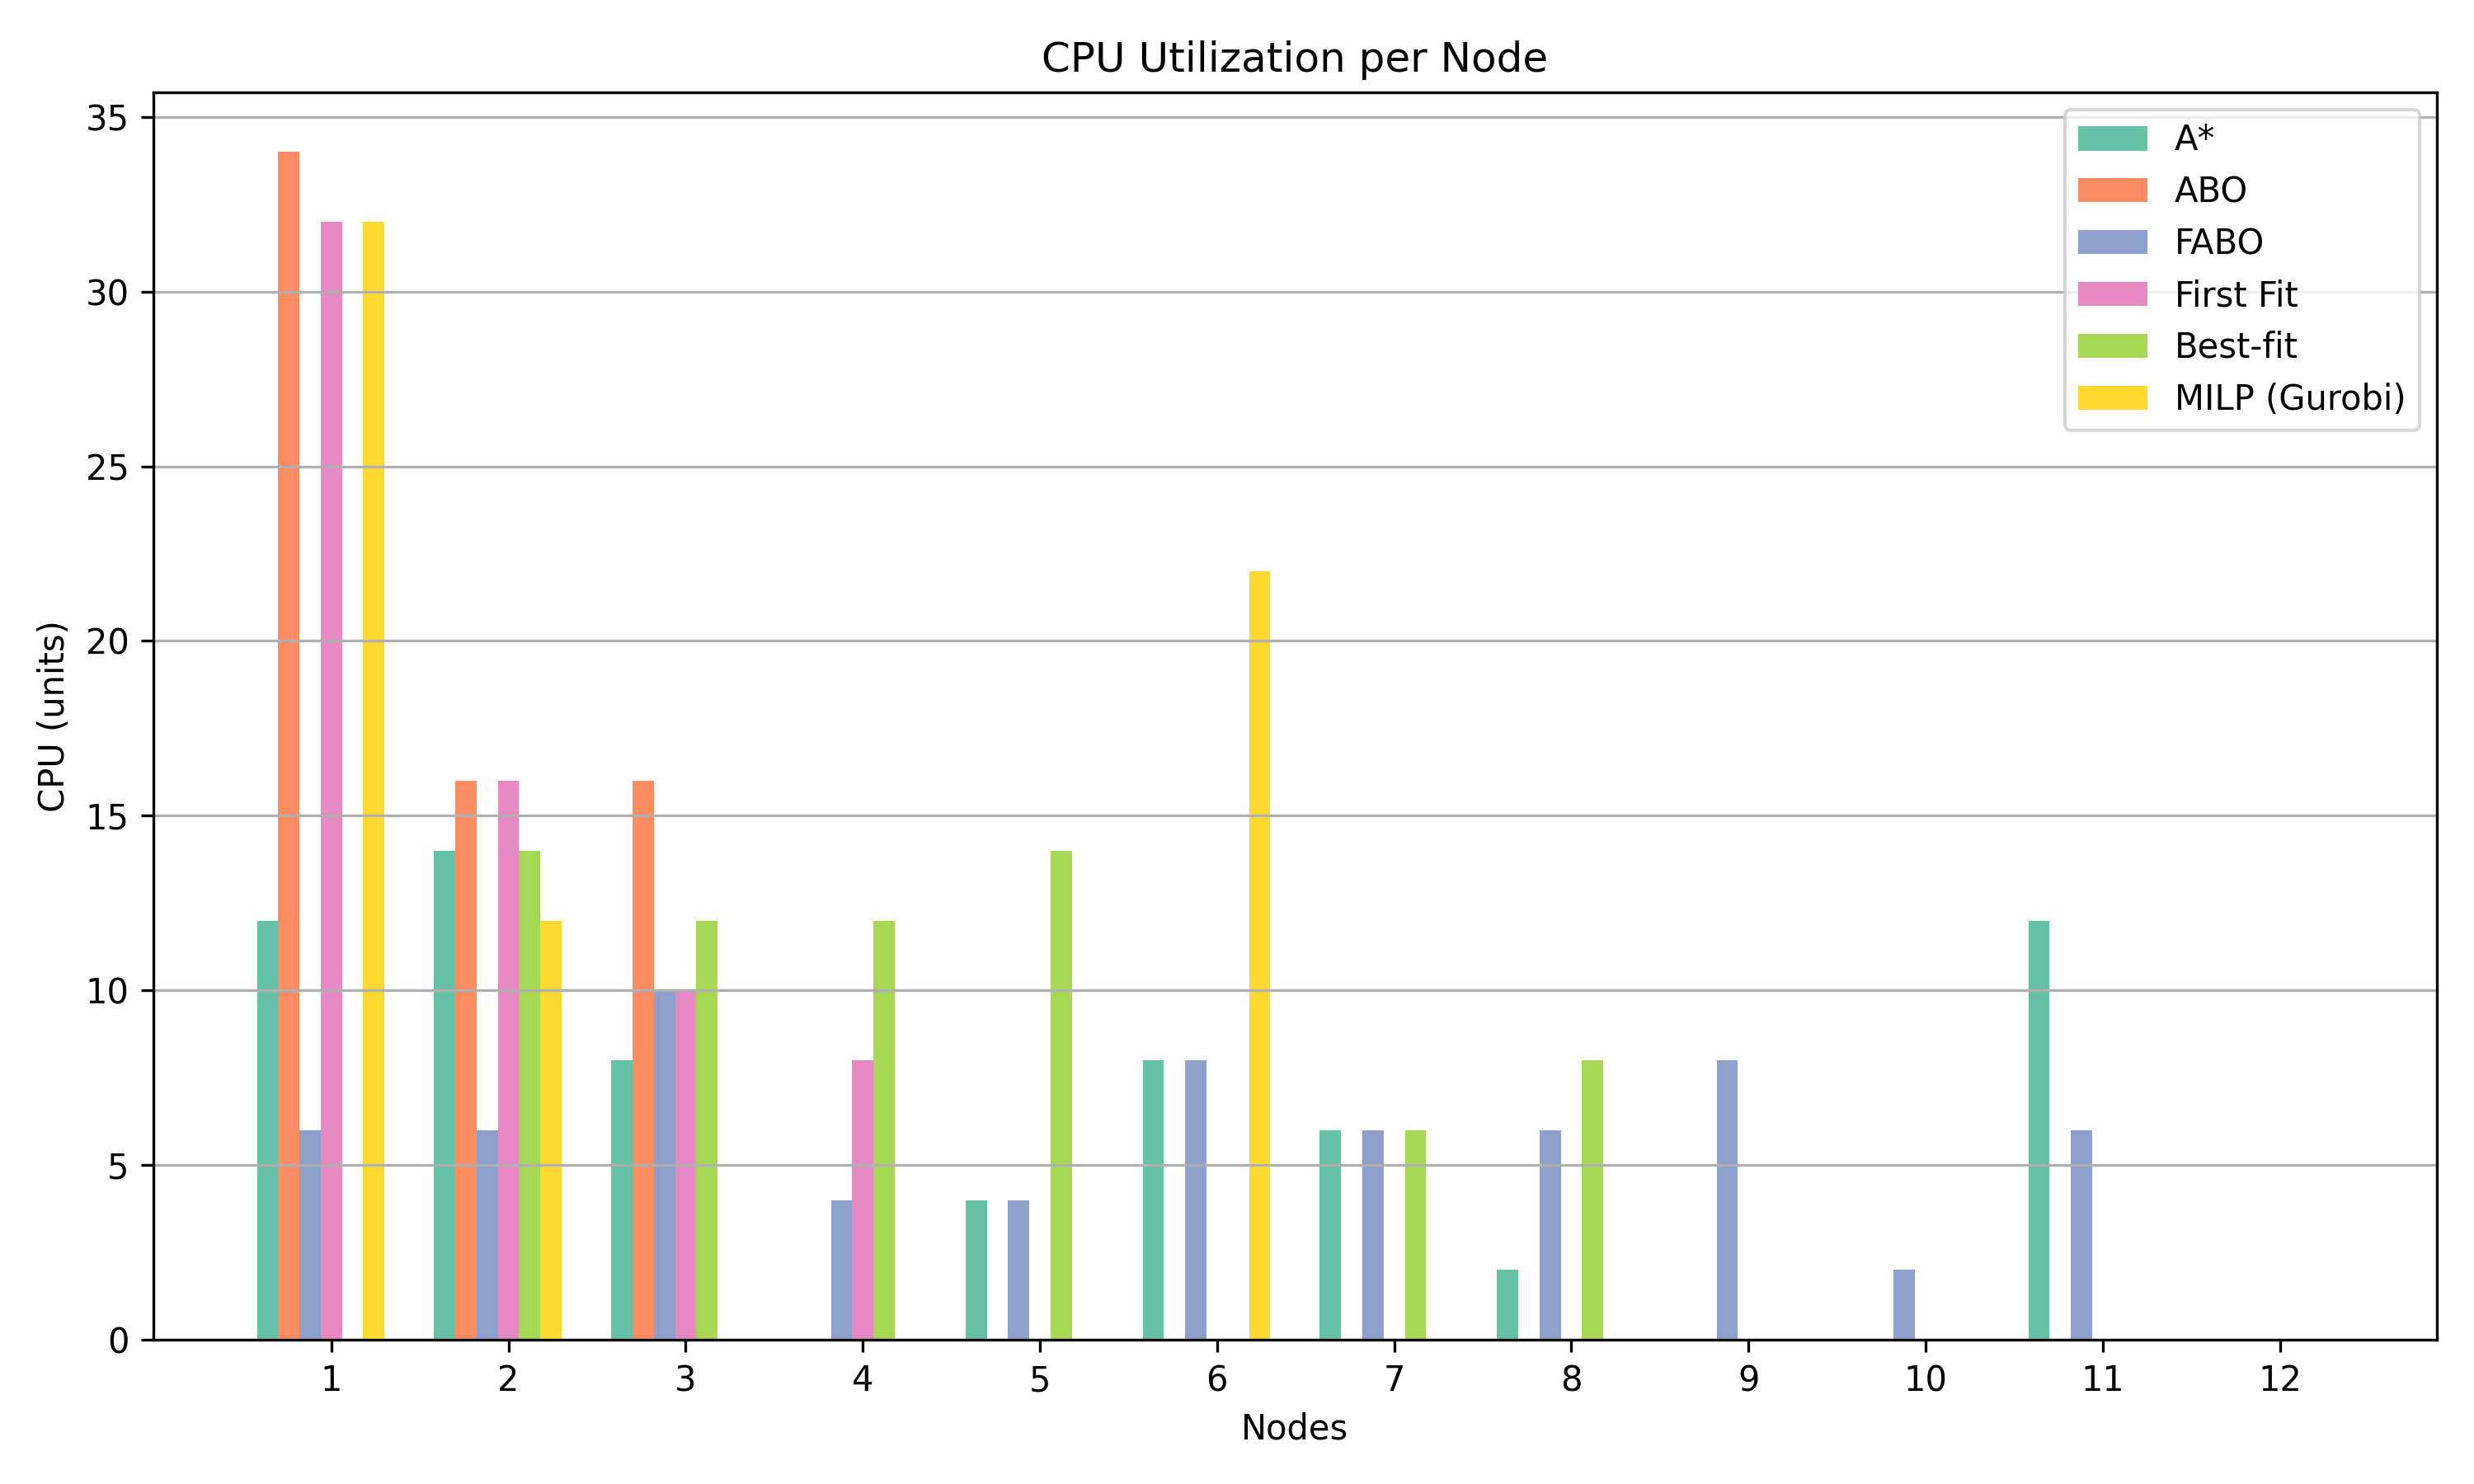 CPU Utilization per Node
35
30
25
20
15
10
5
0
CPU (units)
A*
ABO
FABO
First Fit
Best-fit
MILP (Gurobi)
1 2 3 4 5 6 7 8 9 10 11 12
Nodes